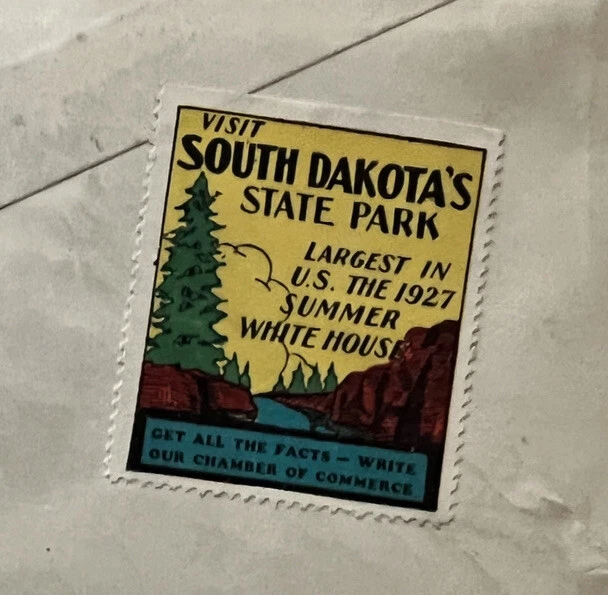 VISIT
SOUTH DAKOTA'S
STATE PARK
LARGEST IN
U.S. THE 1927
SUMMER
WHITE HOUSE
GET ALL THE FACTS – WRITE
OUR CHAMBER OF COMMERCE